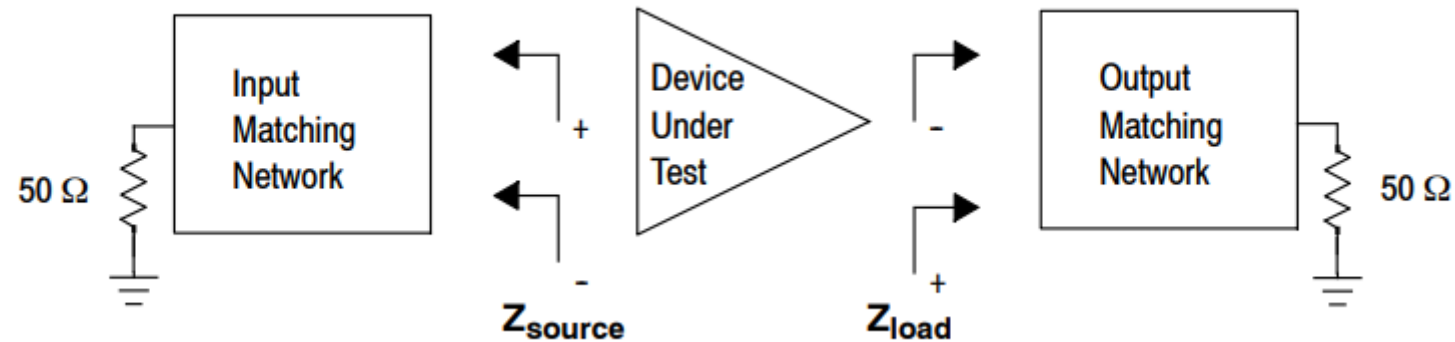 Input
Matching
Network
50 Ω
+
-
Z source
Device
Under
Test
-
+
Z load
Output
Matching
Network
50 Ω